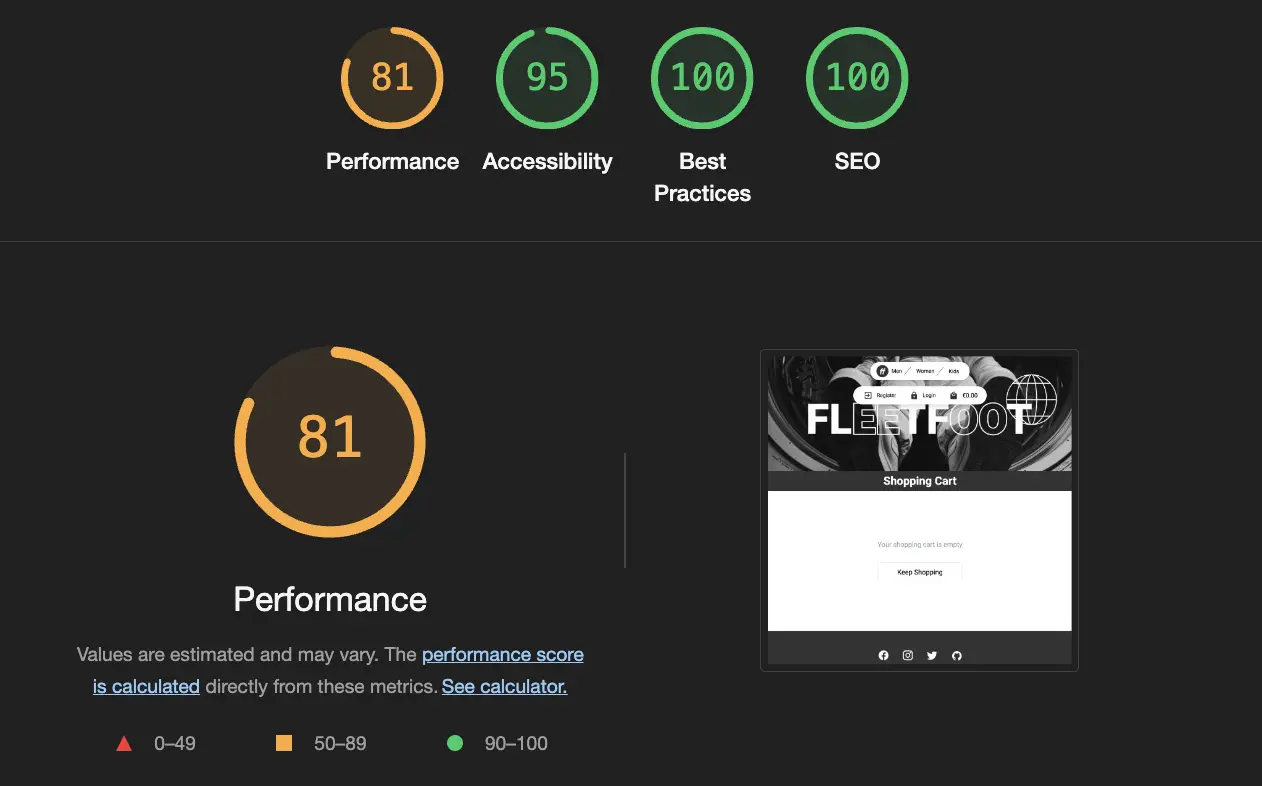 81
95
100
100
Performance
Accessibility
Best
Practices
SEO
81
Performance
Values are estimated and may vary. The performance score
is calculated directly from these metrics. See calculator.
0–49
50–89
90–100
Men / Women / Kids
Register
Login
€0.00
FLEETFOOT
Shopping Cart
Your shopping cart is empty
Keep Shopping